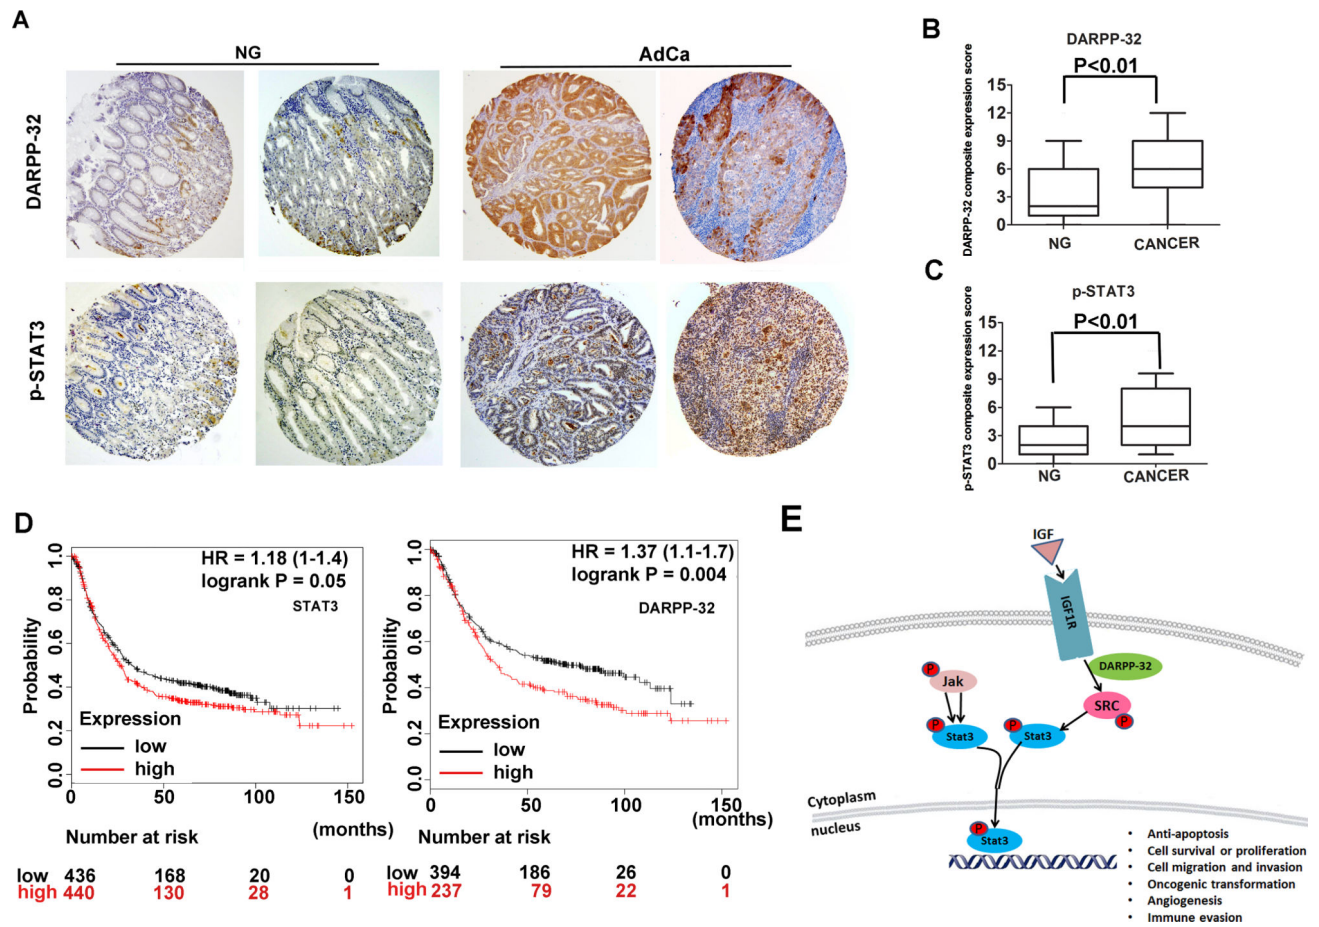 A
NG
AdCa
DARPP-32
p-STAT3
B
DARPP-32
P<0.01
DARPP-32 composite expression score
15
12
9
6
3
0
NG
CANCER
C
p-STAT3
P<0.01
p-STAT3 composite expression score
15
12
9
6
3
0
NG
CANCER
D
HR = 1.18 (1-1.4)
logrank P = 0.05
STAT3
Probability
1.0
0.8
0.6
0.4
0.2
0.0
Expression
low
high
0
50
100
150
(months)
Number at risk
low 436 168 20 0
high 440 130 28 1
HR = 1.37 (1.1-1.7)
logrank P = 0.004
DARPP-32
Probability
1.0
0.8
0.6
0.4
0.2
0.0
Expression
low
high
0
50
100
150
(months)
Number at risk
low 394 186 26 0
high 237 79 22 1
E
IGF
IGF1R
DARPP-32
P
Jak
SRC
P
P
Stat3
P
Stat3
Cytoplasm
nucleus
P
Stat3
• Anti-apoptosis
• Cell survival or proliferation
• Cell migration and invasion
• Oncogenic transformation
• Angiogenesis
• Immune evasion